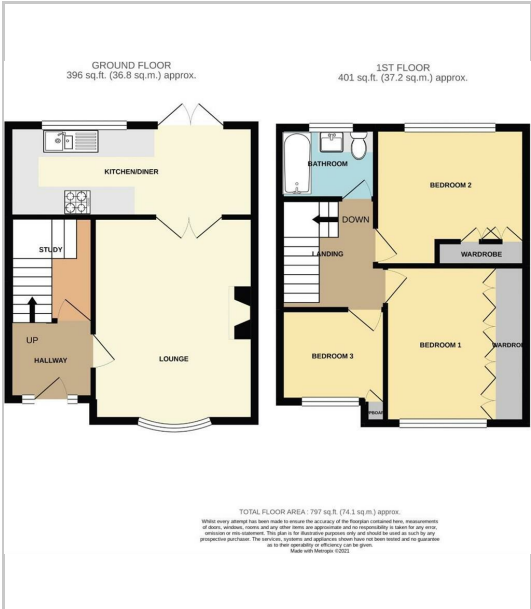 GROUND FLOOR
396 sq.ft. (36.8 sq.m.) approx.
KITCHEN/DINER
STUDY
UP
HALLWAY
LOUNGE
1ST FLOOR
401 sq.ft. (37.2 sq.m.) approx.
BATHROOM
BEDROOM 2
DOWN
LANDING
WARDROBE
BEDROOM 1
WARDROB
BEDROOM 3
PBOA
TOTAL FLOOR AREA : 797 sq.ft. (74.1 sq.m.) approx.
Whilst every attempt has been made to ensure the accuracy of the floorplan contained here, measurements
of doors, windows, rooms and any other items are approximate and no responsibility is taken for any error,
omission or mis-statement. This plan is for illustrative purposes only and should be used as such by any
prospective purchaser. The services, systems and appliances shown have not been tested and no guarantee
as to their operability or efficiency can be given.
Made with Metropix ©2021